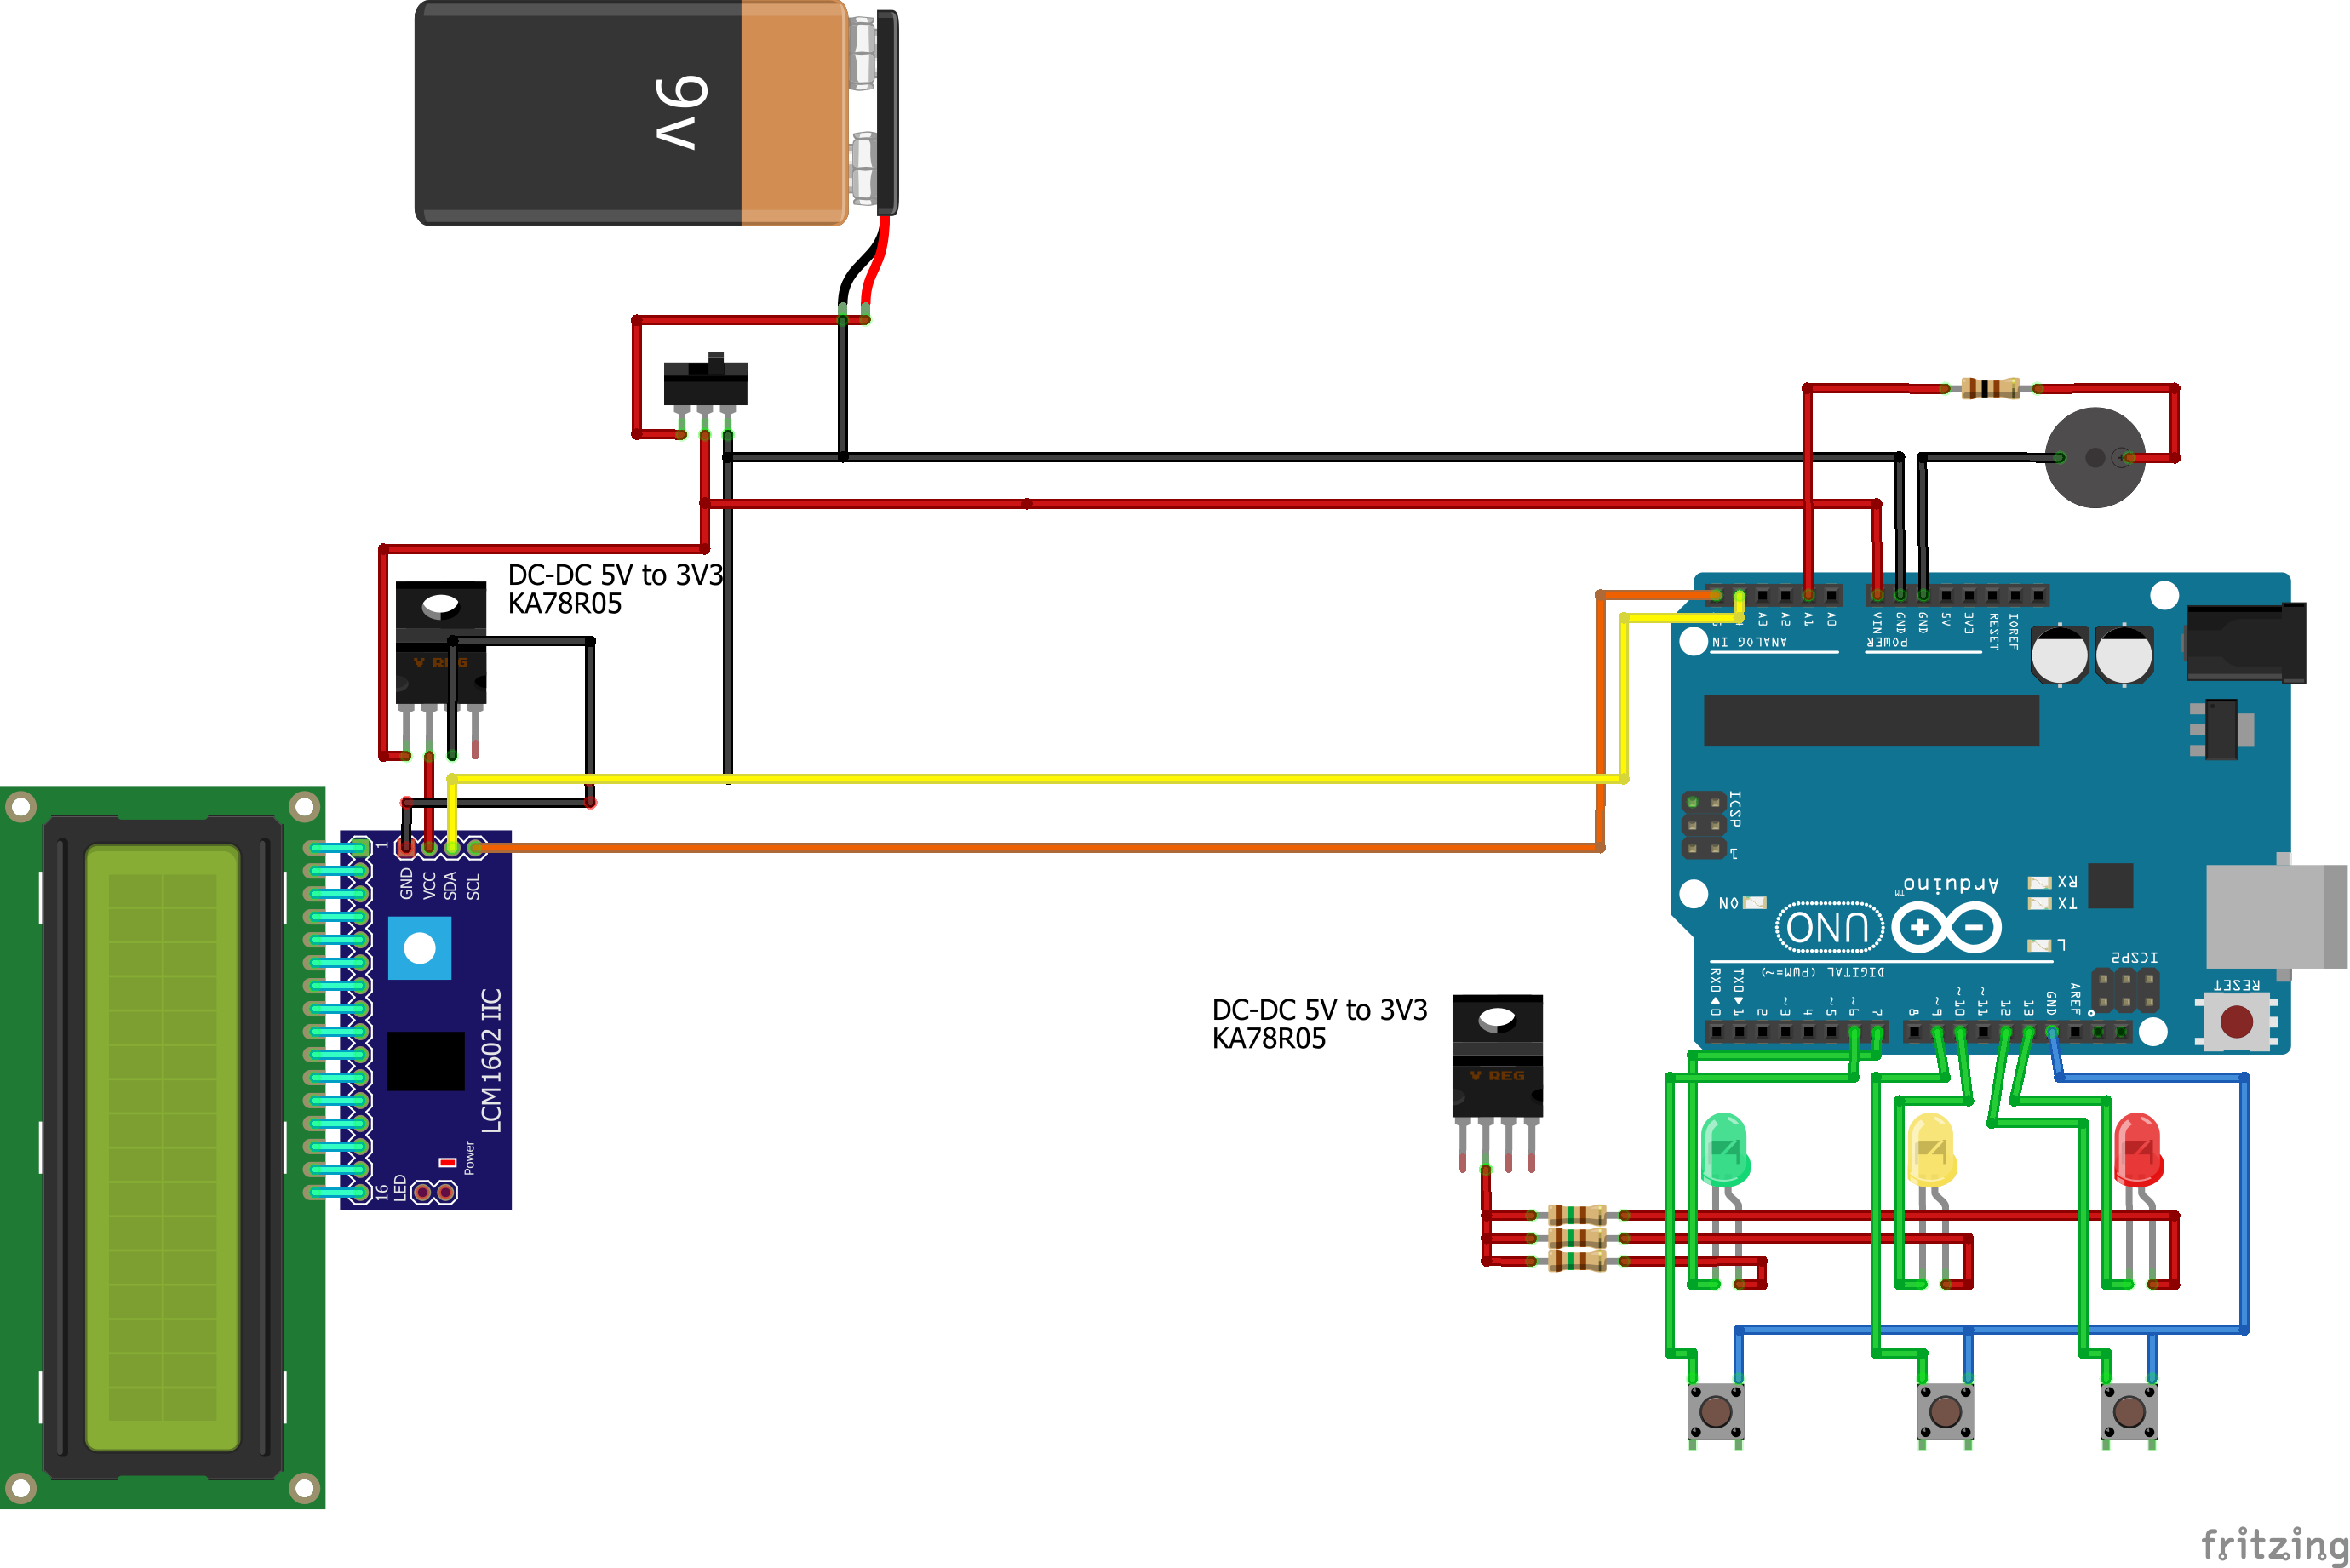 9v
DC-DC 5V to 3V3
KA78R05
V REG
1
GND
VCC
SDA
SCL
LCM1602 IIC
16
LED
Power
A3
A2
A1
A0
VIN
GND
GND
5V
3V3
RESET
IOREF
ANALOG IN
POWER
ICSP
1
Arduino
TM
RX
TX
ON
UNO
L
ICSP2
DIGITAL (PWM=~)
RESET
RX0
TX0
0
1
2
~3
4
~5
~6
7
8
~9
~10
~11
12
13
GND
AREF
DC-DC 5V to 3V3
KA78R05
V REG
fritzing